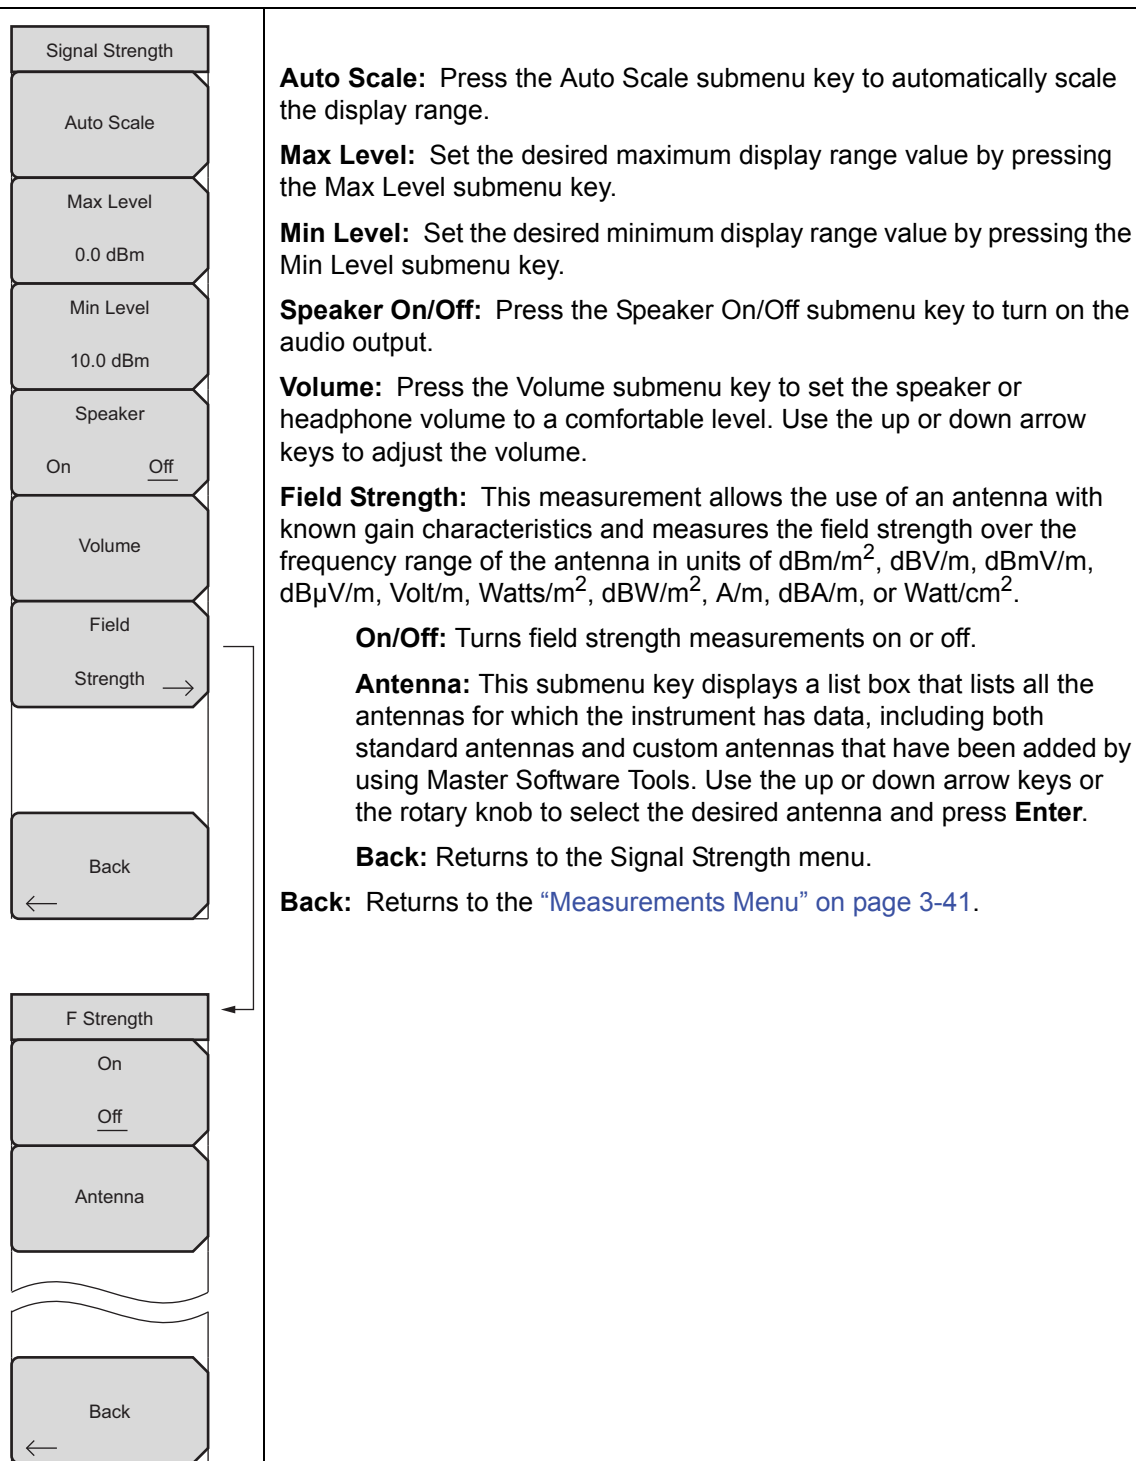 Signal Strength
Auto Scale
Max Level
0.0 dBm
Min Level
10.0 dBm
Speaker
On Off
Volume
Field
Strength
Back
F Strength
On
Off
Antenna
Back
Auto Scale: Press the Auto Scale submenu key to automatically scale
the display range.
Max Level: Set the desired maximum display range value by pressing
the Max Level submenu key.
Min Level: Set the desired minimum display range value by pressing the
Min Level submenu key.
Speaker On/Off: Press the Speaker On/Off submenu key to turn on the
audio output.
Volume: Press the Volume submenu key to set the speaker or
headphone volume to a comfortable level. Use the up or down arrow
keys to adjust the volume.
Field Strength: This measurement allows the use of an antenna with
known gain characteristics and measures the field strength over the
frequency range of the antenna in units of dBm/m², dBV/m, dBmV/m,
dBμV/m, Volt/m, Watts/m², dBW/m², A/m, dBA/m, or Watt/cm².
On/Off: Turns field strength measurements on or off.
Antenna: This submenu key displays a list box that lists all the
antennas for which the instrument has data, including both
standard antennas and custom antennas that have been added by
using Master Software Tools. Use the up or down arrow keys or
the rotary knob to select the desired antenna and press Enter.
Back: Returns to the Signal Strength menu.
Back: Returns to the “Measurements Menu” on page 3-41.